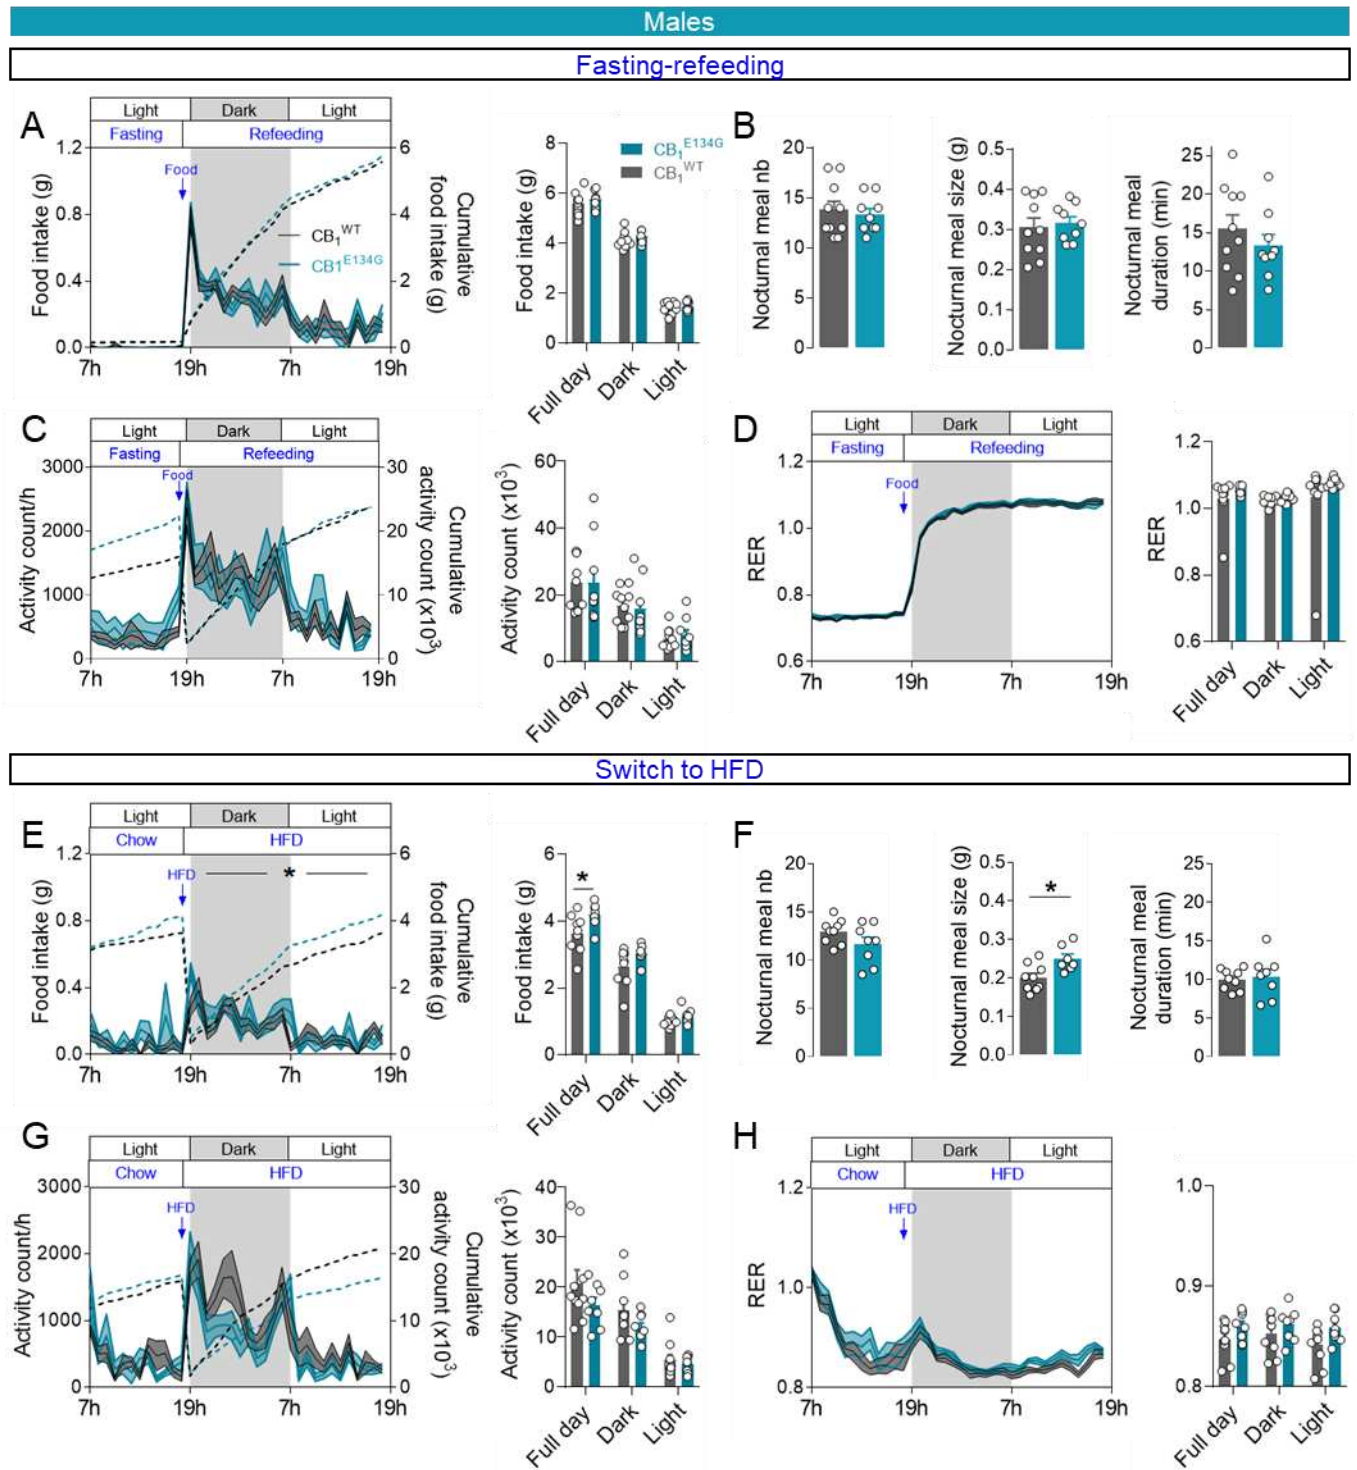 Males
Fasting-refeeding
A
Light Dark Light
Fasting Refeeding
Food
Food intake (g)
1.2
0.8
0.4
0.0
6
4
2
0
Cumulative
food intake (g)
CB1WT
CB1E134G
7h 19h 7h 19h
Food intake (g)
8
6
4
2
0
CB1E134G
CB1WT
Full day
Dark
Light
B
Nocturnal meal nb
20
15
10
5
0
Nocturnal meal size (g)
0.5
0.4
0.3
0.2
0.1
0.0
Nocturnal meal
duration (min)
25
20
15
10
5
0
C
Light Dark Light
Fasting Refeeding
Food
Activity count/h
3000
2000
1000
0
30
20
10
0
Cumulative
activity count (x103)
7h 19h 7h 19h
Activity count (x103)
60
40
20
0
Full day
Dark
Light
D
Light Dark Light
Fasting Refeeding
Food
RER
1.2
1.0
0.8
0.6
7h 19h 7h 19h
RER
1.2
1.0
0.8
0.6
Full day
Dark
Light
Switch to HFD
E
Light Dark Light
Chow HFD
HFD
*
Food intake (g)
1.2
0.8
0.4
0.0
6
4
2
0
Cumulative
food intake (g)
7h 19h 7h 19h
Food intake (g)
6
4
2
0
*
Full day
Dark
Light
F
Nocturnal meal nb
20
15
10
5
0
Nocturnal meal size (g)
0.5
0.4
0.3
0.2
0.1
0.0
*
Nocturnal meal
duration (min)
25
20
15
10
5
0
G
Light Dark Light
Chow HFD
HFD
Activity count/h
3000
2000
1000
0
30
20
10
0
Cumulative
activity count (x103)
7h 19h 7h 19h
Activity count (x103)
40
30
20
10
0
Full day
Dark
Light
H
Light Dark Light
Chow HFD
HFD
RER
1.2
1.0
0.8
7h 19h 7h 19h
1.0
0.9
0.8
Full day
Dark
Light